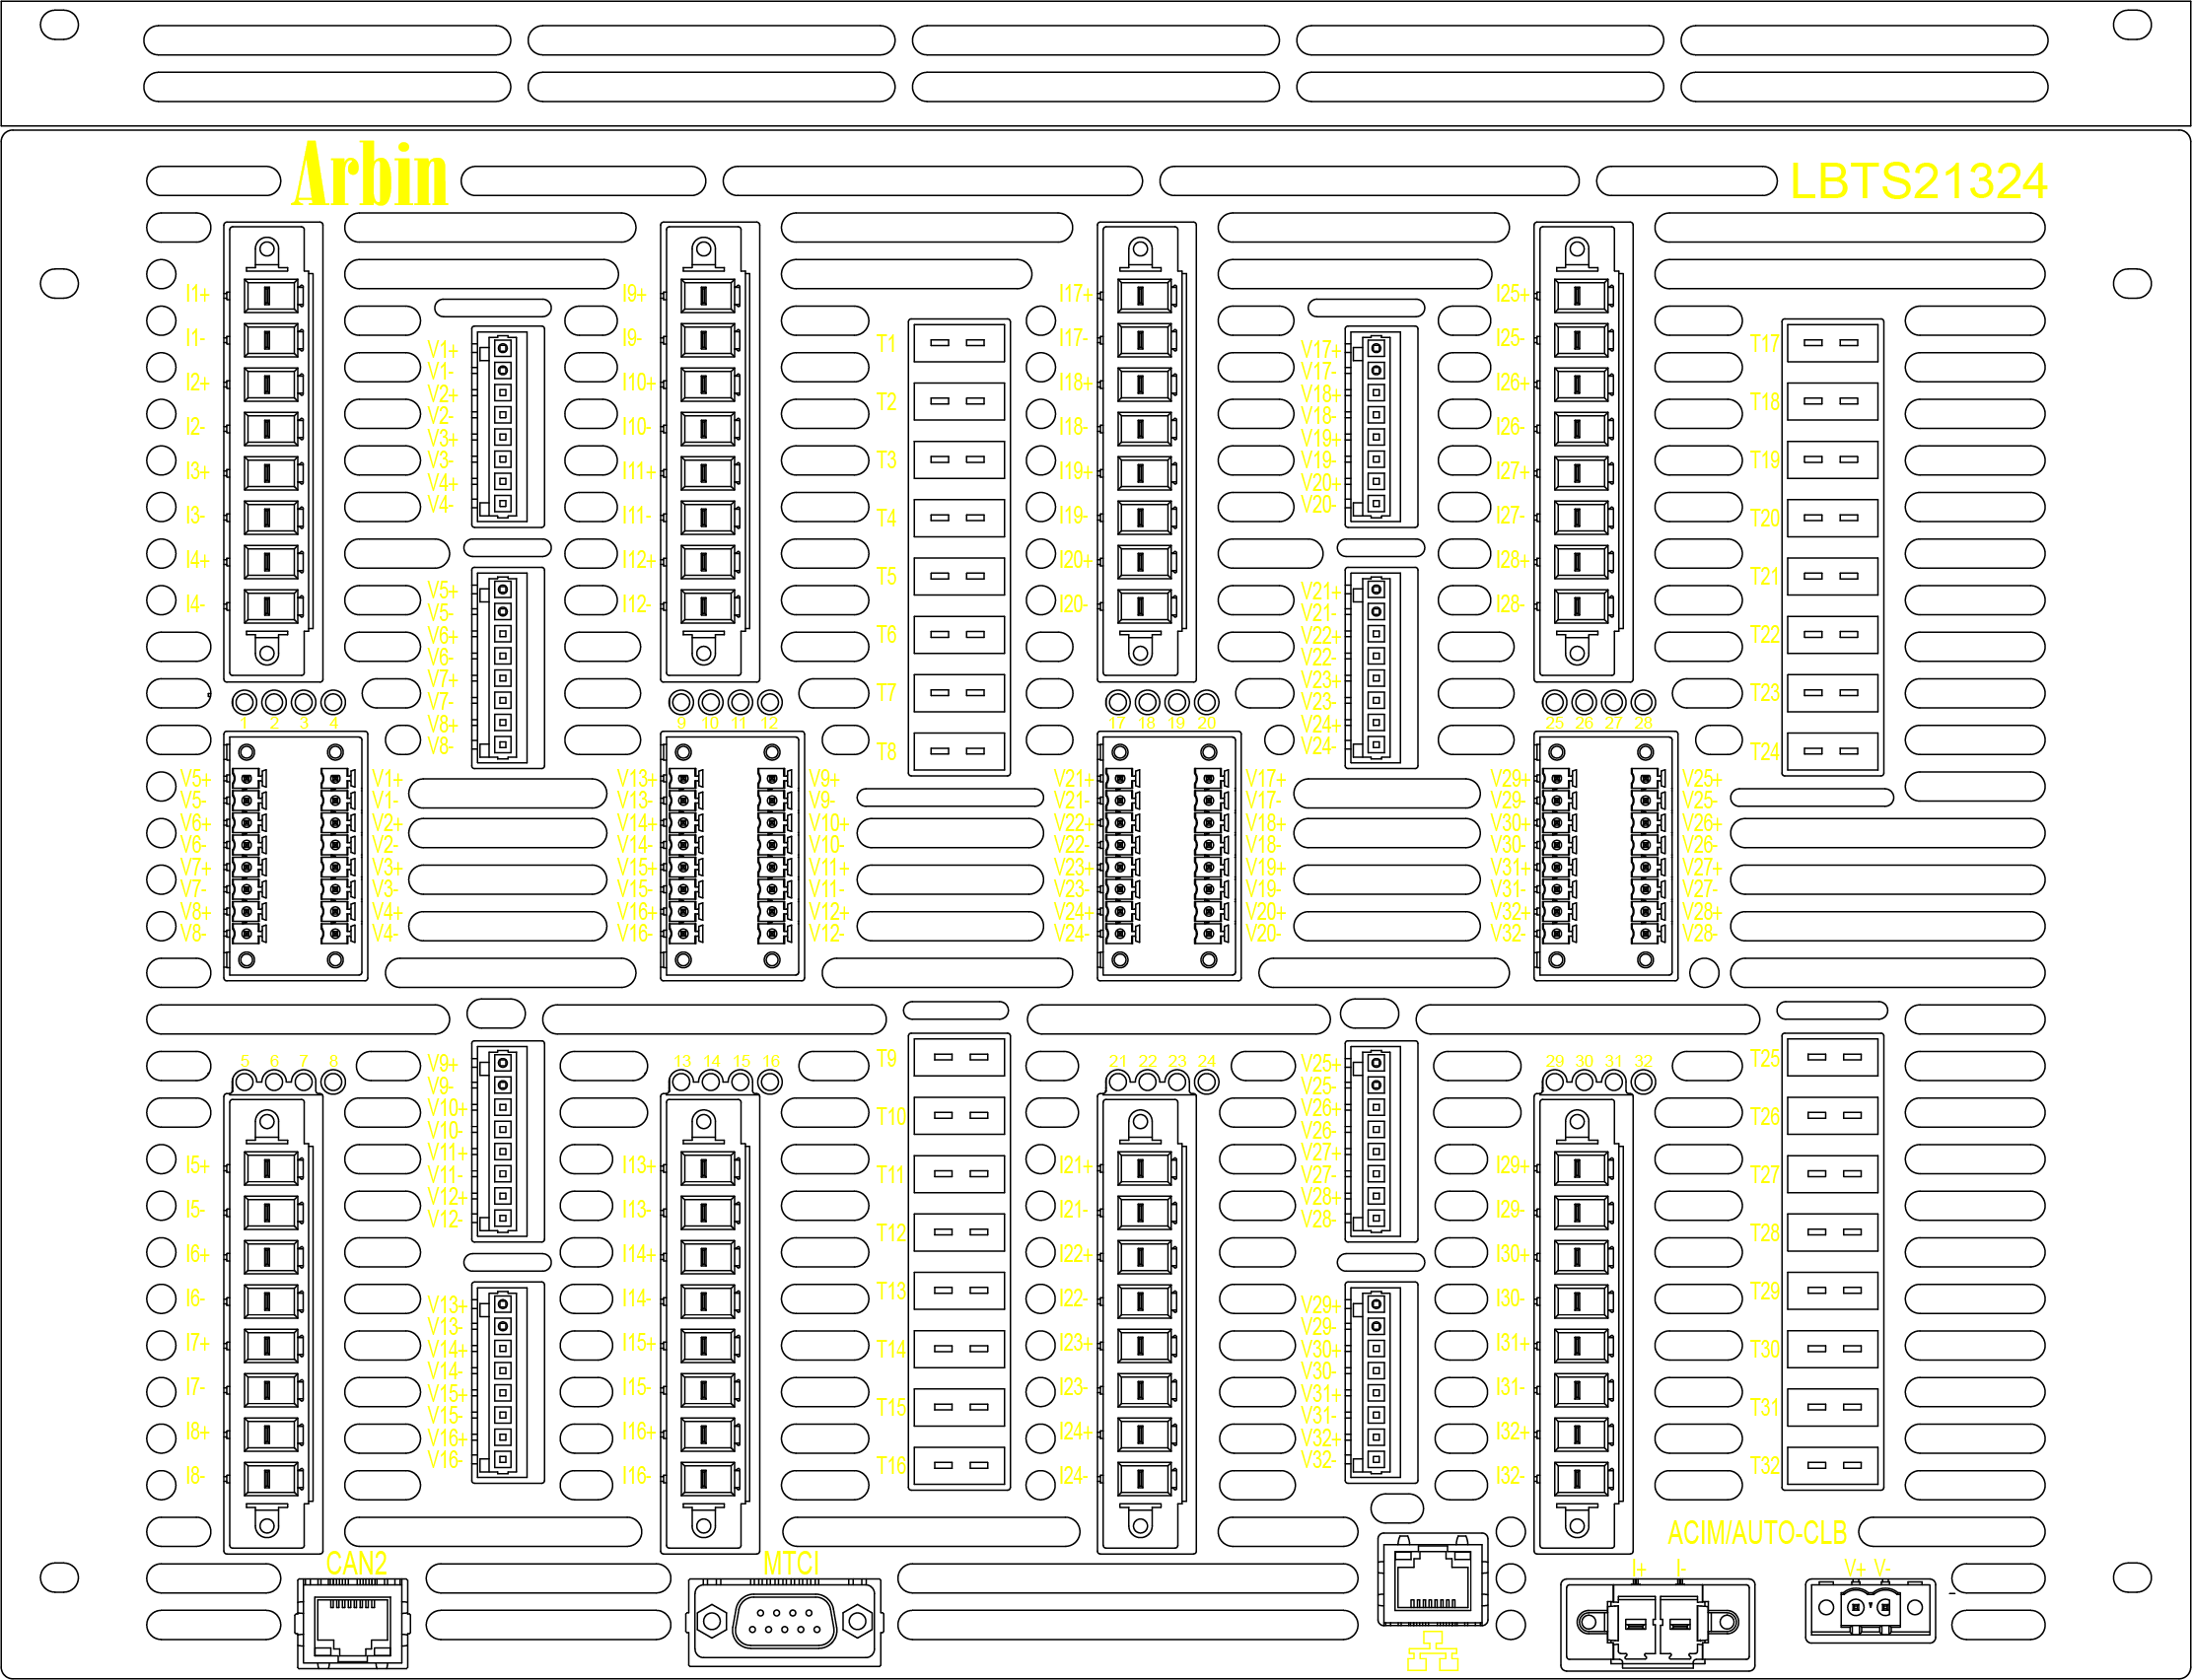 Arbin
LBTS21324
I1+
I1-
I2+
I2-
I3+
I3-
I4+
I4-
V1+
V1-
V2+
V2-
V3+
V3-
V4+
V4-
V5+
V5-
V6+
V6-
V7+
V7-
V8+
V8-
I9+
I9-
I10+
I10-
I11+
I11-
I12+
I12-
T1
T2
T3
T4
T5
T6
T7
T8
I17+
I17-
I18+
I18-
I19+
I19-
I20+
I20-
V17+
V17-
V18+
V18-
V19+
V19-
V20+
V20-
V21+
V21-
V22+
V22-
V23+
V23-
V24+
V24-
I25+
I25-
I26+
I26-
I27+
I27-
I28+
I28-
T17
T18
T19
T20
T21
T22
T23
T24
1 2 3 4
9 10 11 12
17 18 19 20
25 26 27 28
V5+ V1+ V13+ V9+ V21+ V17+ V29+ V25+
V5- V1- V13- V9- V21- V17- V29- V25-
V6+ V2+ V14+ V10+ V22+ V18+ V30+ V26+
V6- V2- V14- V10- V22- V18- V30- V26-
V7+ V3+ V15+ V11+ V23+ V19+ V31+ V27+
V7- V3- V15- V11- V23- V19- V31- V27-
V8+ V4+ V16+ V12+ V24+ V20+ V32+ V28+
V8- V4- V16- V12- V24- V20- V32- V28-
5 6 7 8
13 14 15 16
21 22 23 24
29 30 31 32
I5+
I5-
I6+
I6-
I7+
I7-
I8+
I8-
V9+
V9-
V10+
V10-
V11+
V11-
V12+
V12-
V13+
V13-
V14+
V14-
V15+
V15-
V16+
V16-
I13+
I13-
I14+
I14-
I15+
I15-
I16+
I16-
T9
T10
T11
T12
T13
T14
T15
T16
I21+
I21-
I22+
I22-
I23+
I23-
I24+
I24-
V25+
V25-
V26+
V26-
V27+
V27-
V28+
V28-
V29+
V29-
V30+
V30-
V31+
V31-
V32+
V32-
I29+
I29-
I30+
I30-
I31+
I31-
I32+
I32-
T25
T26
T27
T28
T29
T30
T31
T32
CAN2
MTCI
ACIM/AUTO-CLB
I+ I- V+ V-